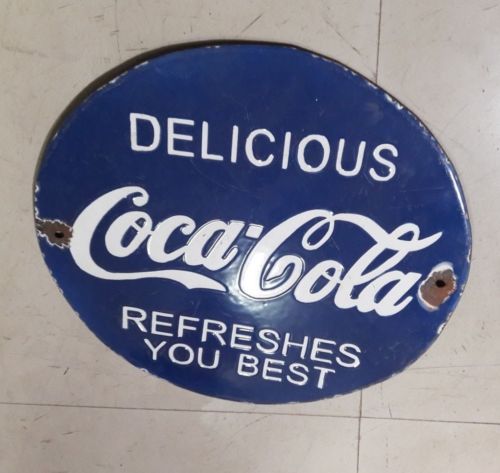 DELICIOUS
Coca-Cola
REFRESHES
YOU BEST